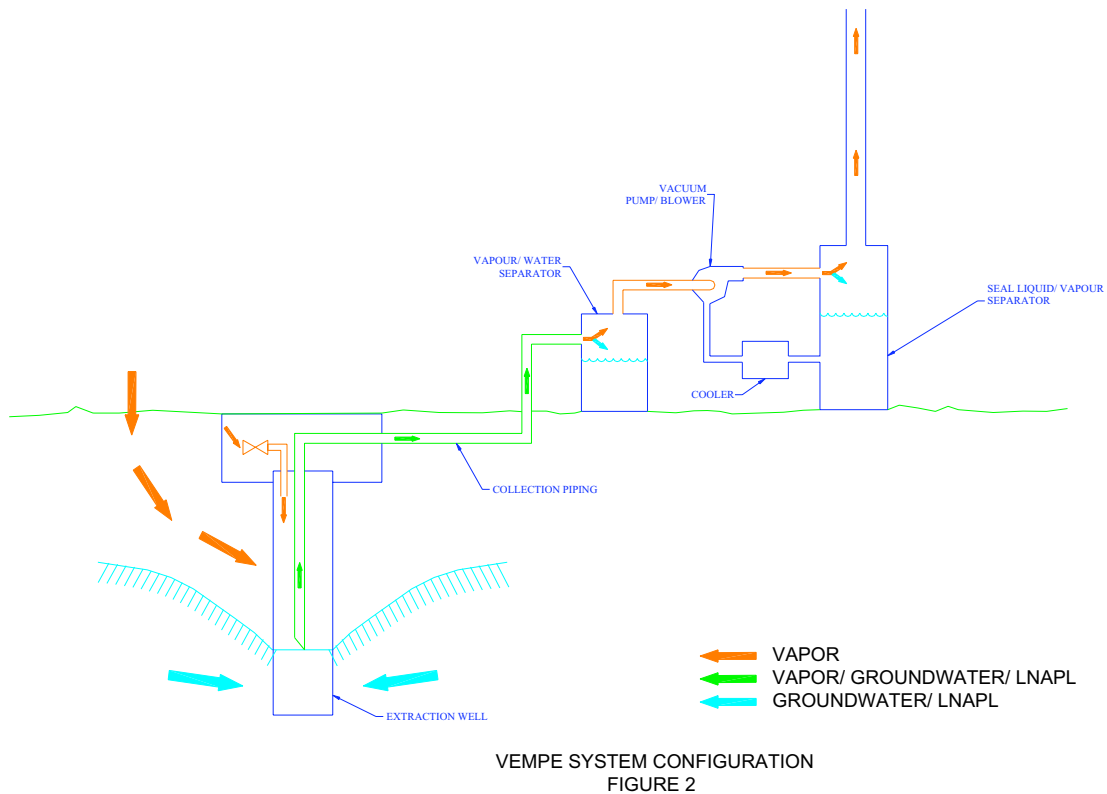 VACUUM
PUMP/ BLOWER
VAPOUR/ WATER
SEPARATOR
SEAL LIQUID/ VAPOUR
SEPARATOR
COOLER
COLLECTION PIPING
EXTRACTION WELL
VAPOR
VAPOR/ GROUNDWATER/ LNAPL
GROUNDWATER/ LNAPL
VEMPE SYSTEM CONFIGURATION
FIGURE 2